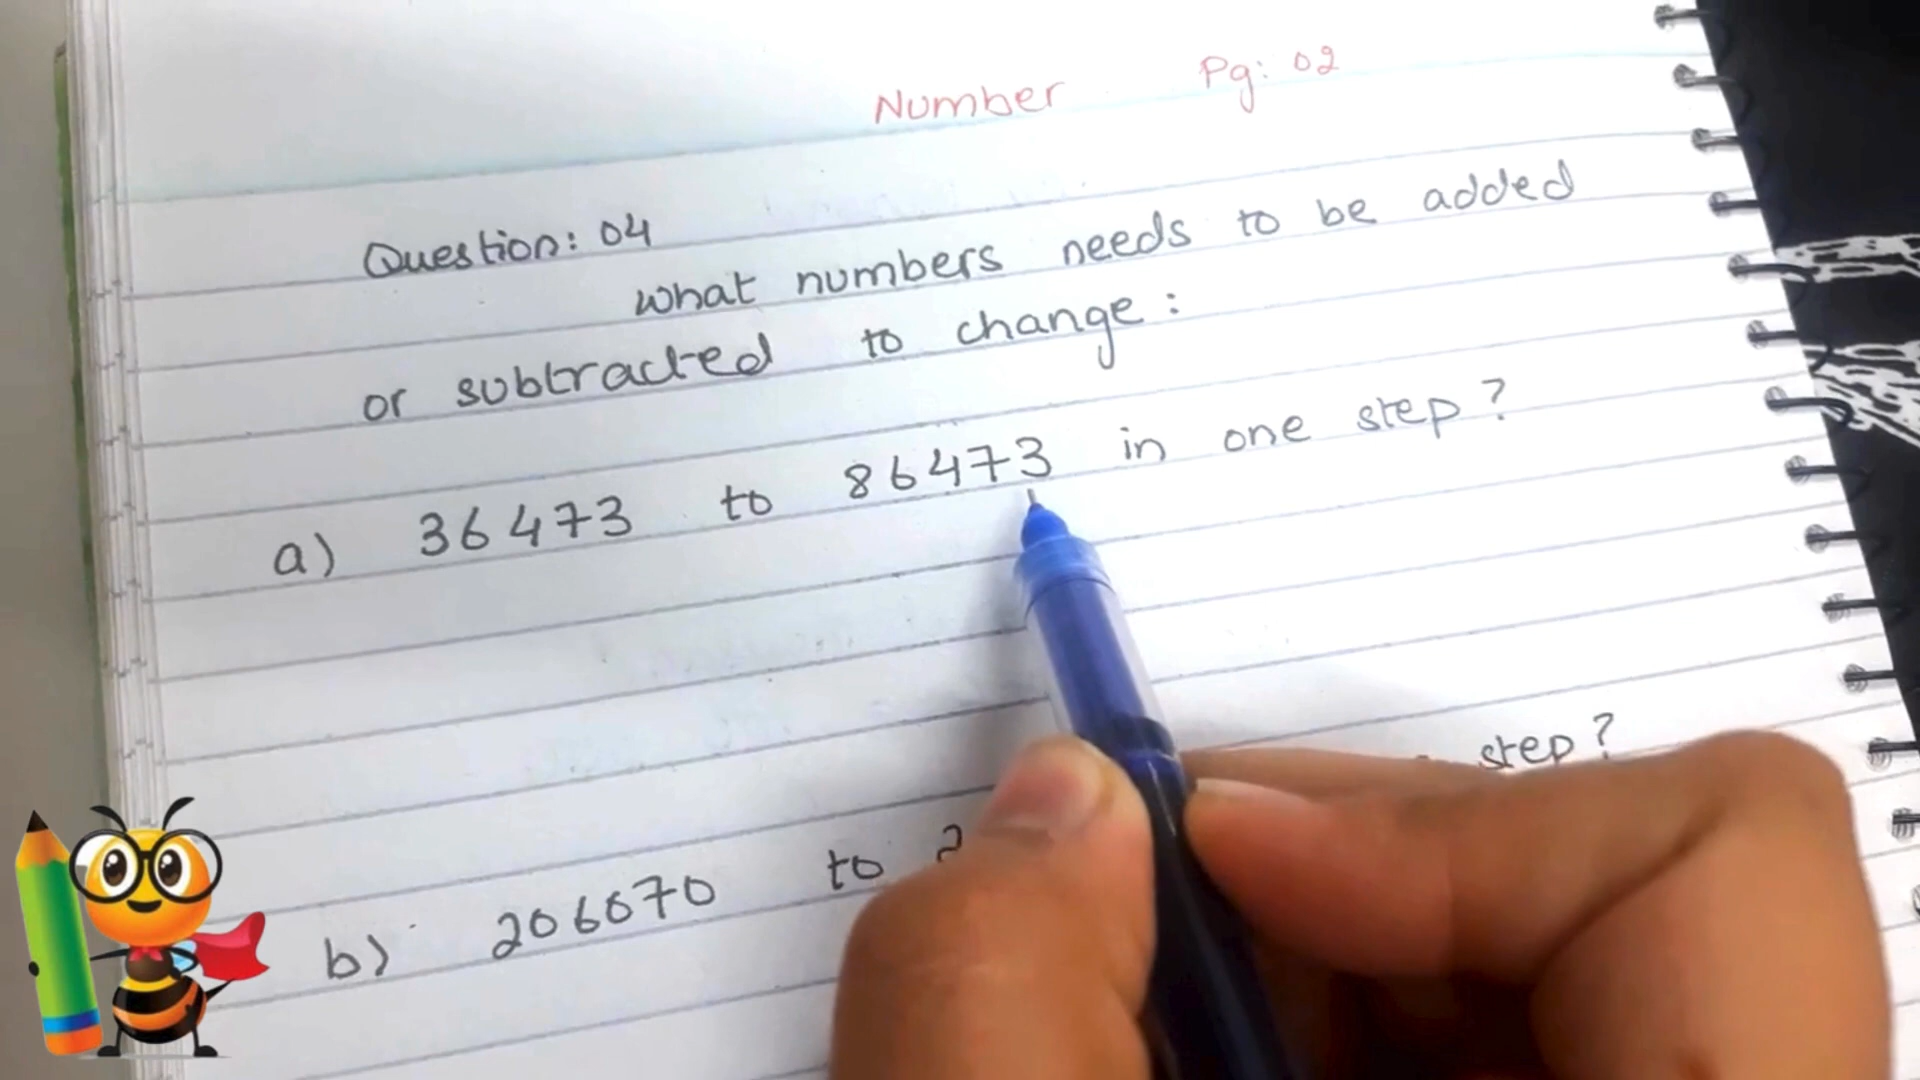 Number Pg: 02
Question: 04
What numbers needs to be added
or subtracted to change:
a) 36473 to 86473 in one step?
b) 206070 to 2 step?